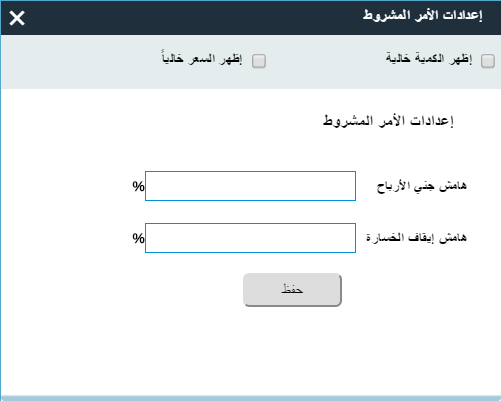 إعدادات الأمر المشروط
إظهر الكمية خالية إظهر السعر خالياً
إعدادات الأمر المشروط
هامش جني الأرباح %
هامش إيقاف الخسارة %
حفظ